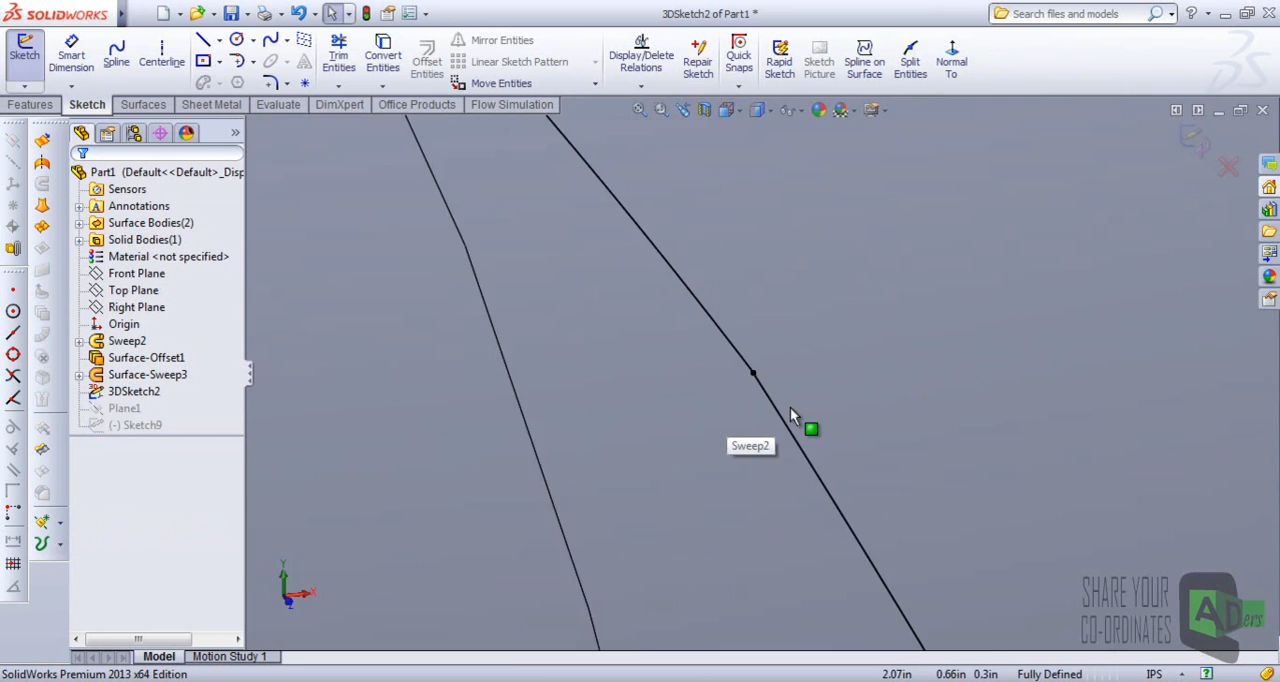 SOLIDWORKS
3DSketch2 of Part1 *
Search files and models
Sketch
Smart Dimension
Spline
Centerline
Trim Entities
Convert Entities
Offset Entities
Mirror Entities
Linear Sketch Pattern
Move Entities
Display/Delete Relations
Repair Sketch
Quick Snaps
Rapid Sketch
Sketch Picture
Spline on Surface
Split Entities
Normal To
Features
Sketch
Surfaces
Sheet Metal
Evaluate
DimXpert
Office Products
Flow Simulation
Part1 (Default<<Default>_Disp
Sensors
Annotations
Surface Bodies(2)
Solid Bodies(1)
Material <not specified>
Front Plane
Top Plane
Right Plane
Origin
Sweep2
Surface-Offset1
Surface-Sweep3
3DSketch2
Plane1
(-) Sketch9
Sweep2
Y
X
Z
SHARE YOUR
CO-ORDINATES
CADers
Model
Motion Study 1
SolidWorks Premium 2013 x64 Edition
2.07in
0.66in
0.3in
Fully Defined
IPS